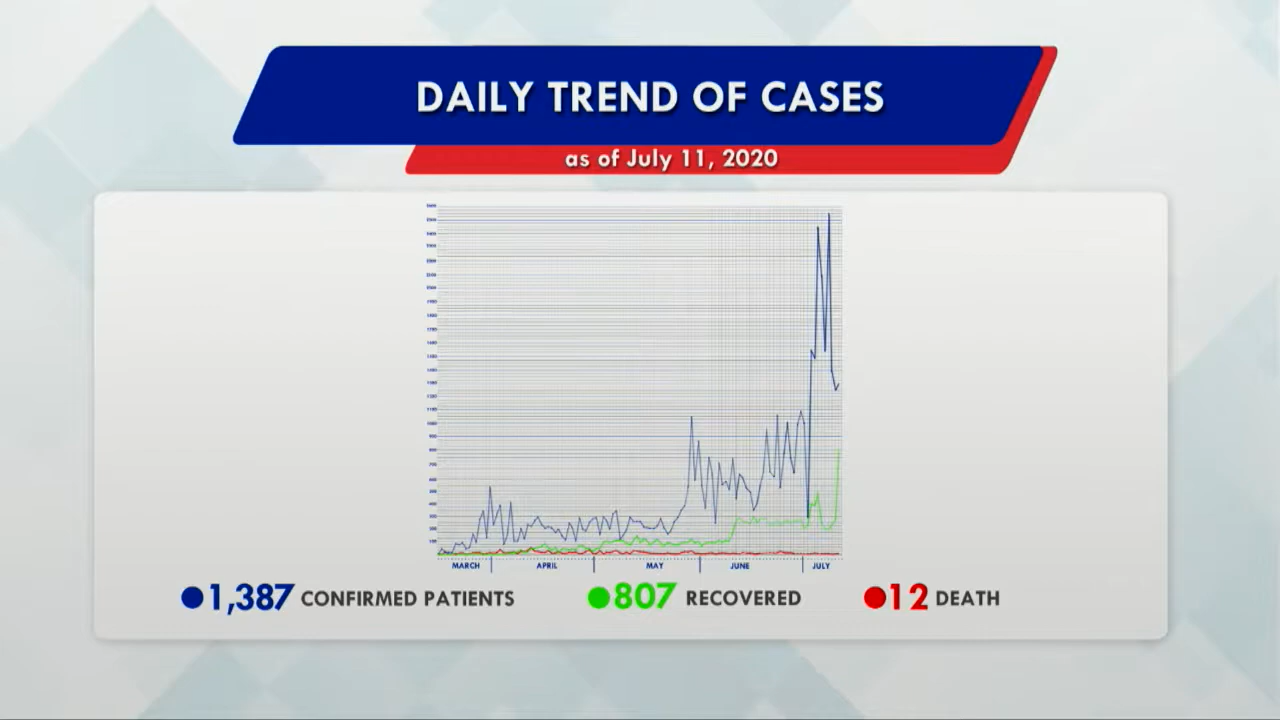 DAILY TREND OF CASES
as of July 11, 2020
MARCH APRIL MAY JUNE JULY
1,387 CONFIRMED PATIENTS 807 RECOVERED 12 DEATH